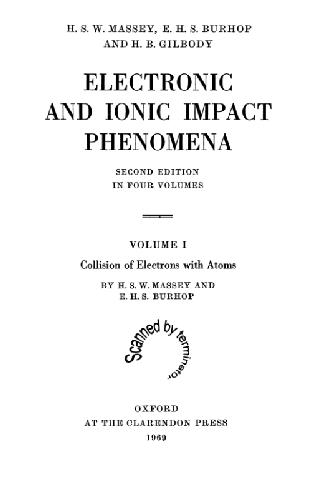 H. S. W. MASSEY, E. H. S. BURHOP
AND H. B. GILBODY
ELECTRONIC
AND IONIC IMPACT
PHENOMENA
SECOND EDITION
IN FOUR VOLUMES
VOLUME I
Collision of Electrons with Atoms
BY H. S. W. MASSEY AND
E. H. S. BURHOP
Scanned by terminator
OXFORD
AT THE CLARENDON PRESS
1969